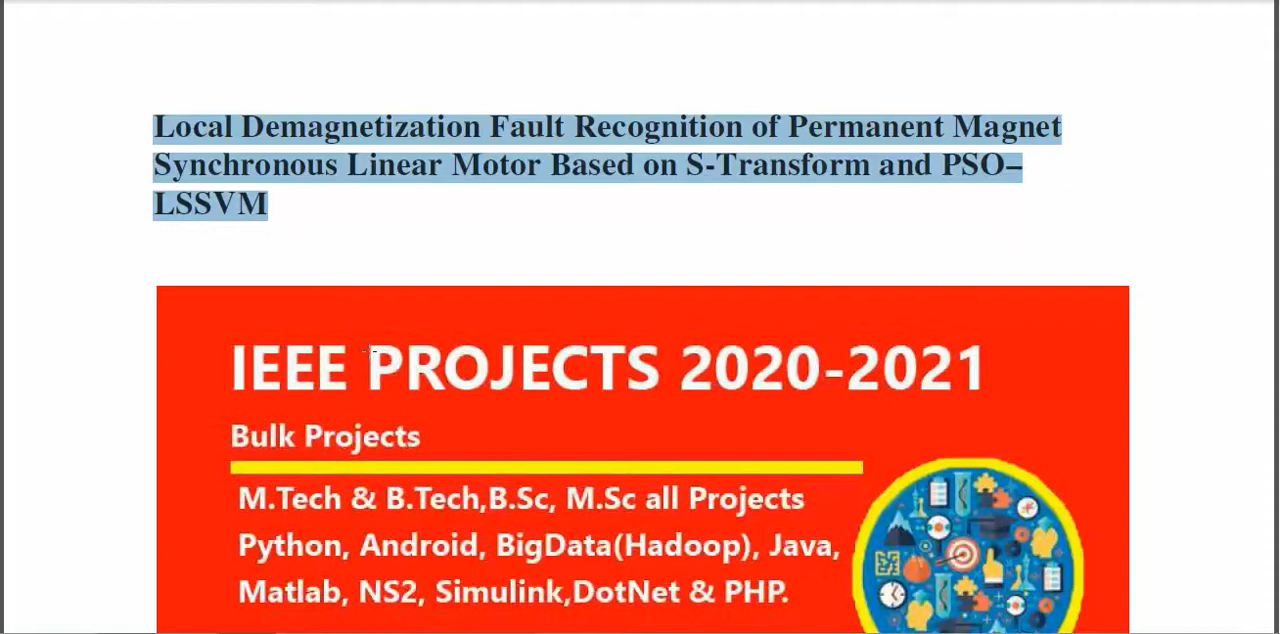 Local Demagnetization Fault Recognition of Permanent Magnet
Synchronous Linear Motor Based on S-Transform and PSO–
LSSVM
IEEE PROJECTS 2020-2021
Bulk Projects
M.Tech & B.Tech,B.Sc, M.Sc all Projects
Python, Android, BigData(Hadoop), Java,
Matlab, NS2, Simulink,DotNet & PHP.